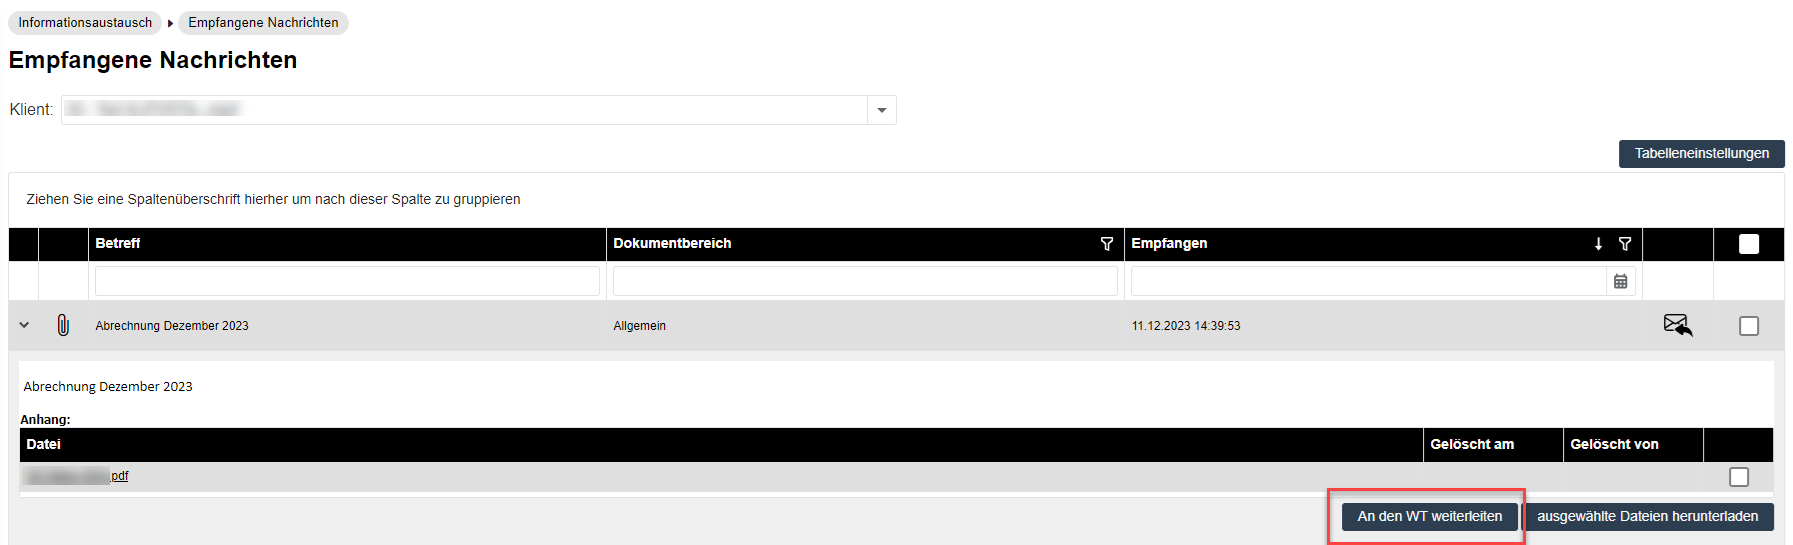 Informationsaustausch Empfangene Nachrichten
Empfangene Nachrichten
Klient:
Tabelleneinstellungen
Ziehen Sie eine Spaltenüberschrift hierher um nach dieser Spalte zu gruppieren
Betreff Dokumentbereich Empfangen
Abrechnung Dezember 2023 Allgemein 11.12.2023 14:39:53
Abrechnung Dezember 2023
Anhang:
Datei Gelöscht am Gelöscht von
.pdf
An den WT weiterleiten ausgewählte Dateien herunterladen